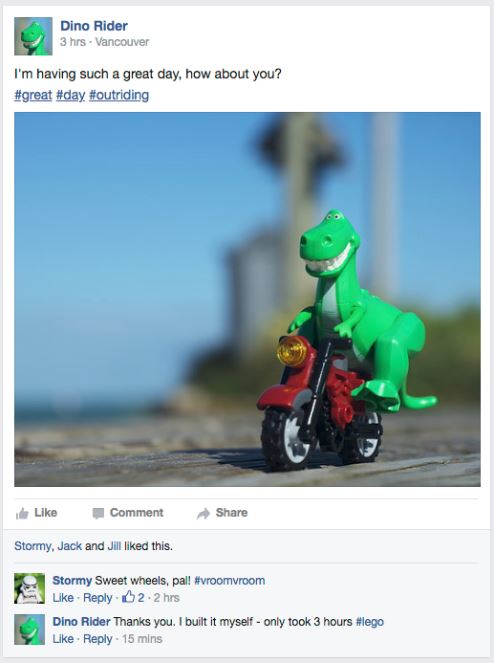 Dino Rider
3 hrs · Vancouver
I'm having such a great day, how about you?
#great #day #outriding
Like Comment Share
Stormy, Jack and Jill liked this.
Stormy Sweet wheels, pal! #vroomvroom
Like · Reply · 2 · 2 hrs
Dino Rider Thanks you. I built it myself - only took 3 hours #lego
Like · Reply · 15 mins